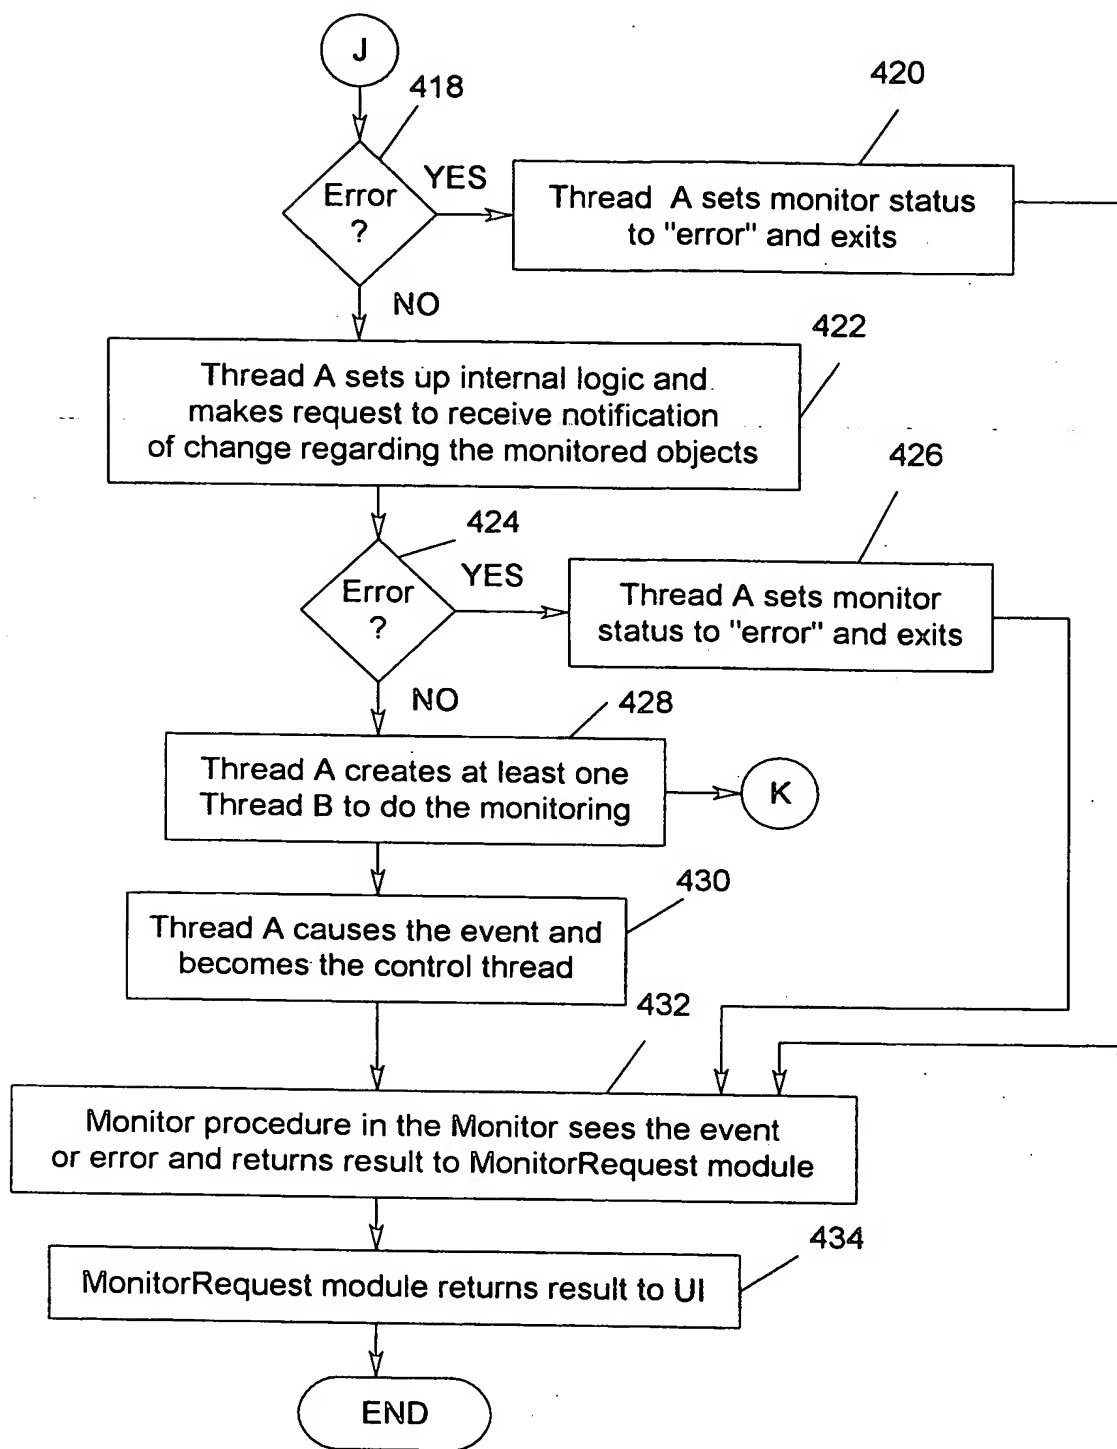 J
418
420
Error
?
YES
Thread A sets monitor status
to "error" and exits
NO
422
Thread A sets up internal logic and
makes request to receive notification
of change regarding the monitored objects
426
424
Error
?
YES
Thread A sets monitor
status to "error" and exits
NO
428
Thread A creates at least one
Thread B to do the monitoring
K
430
Thread A causes the event and
becomes the control thread
432
Monitor procedure in the Monitor sees the event
or error and returns result to MonitorRequest module
434
MonitorRequest module returns result to UI
END